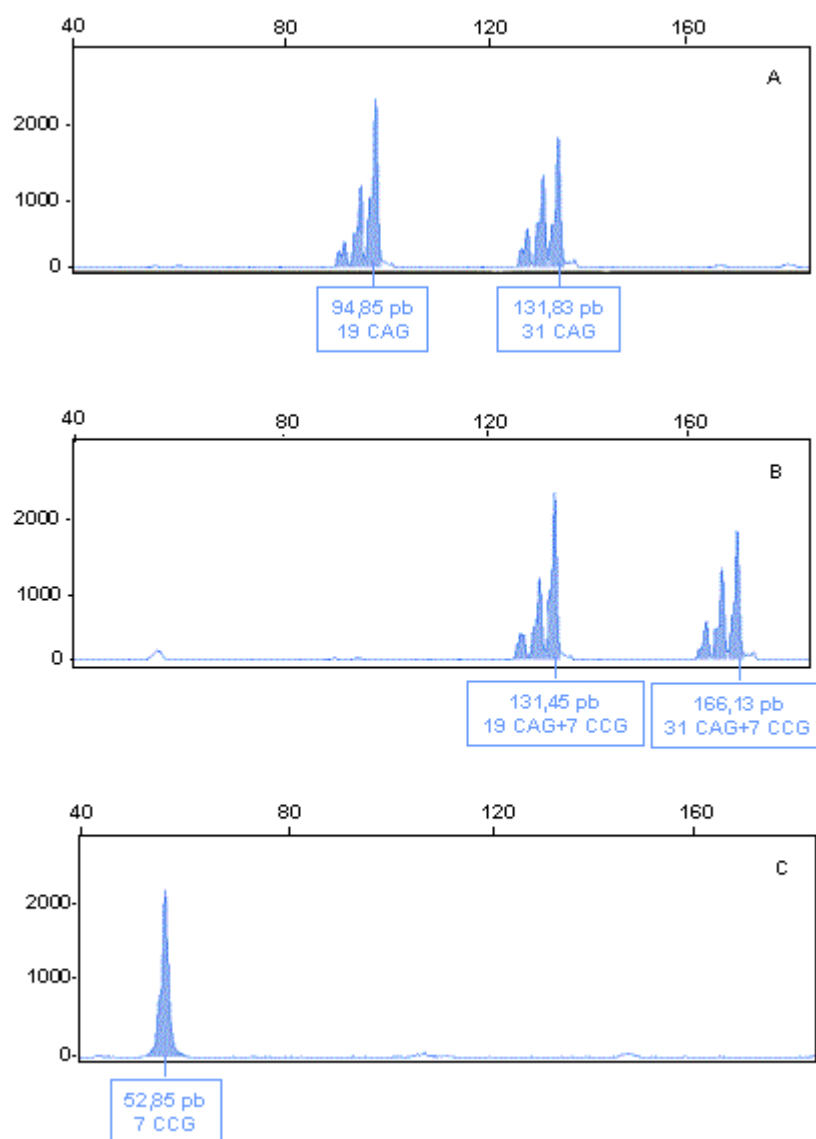 40 80 120 160
A
2000 -
1000 -
0 -
94,85 pb
19 CAG
131,83 pb
31 CAG
40 80 120 160
B
2000 -
1000 -
0 -
131,45 pb
19 CAG+7 CCG
166,13 pb
31 CAG+7 CCG
40 80 120 160
C
2000-
1000-
0-
52,85 pb
7 CCG